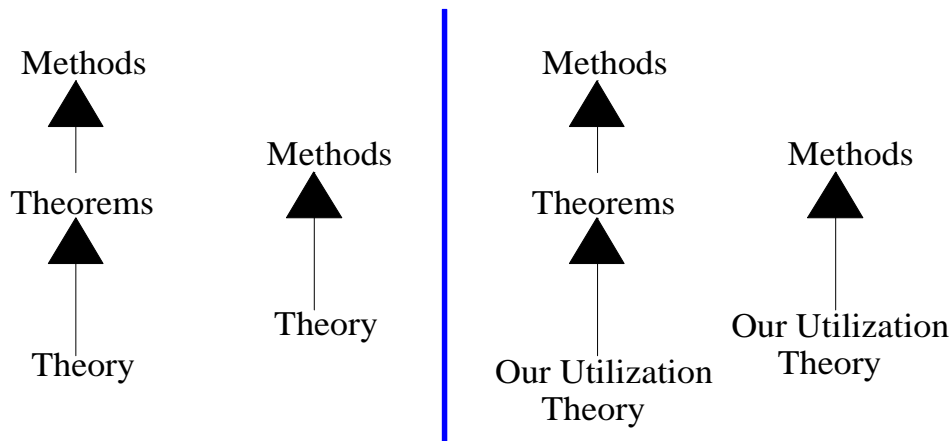 Methods
Theorems
Theory
Methods
Theory
Methods
Theorems
Our Utilization
Theory
Methods
Our Utilization
Theory